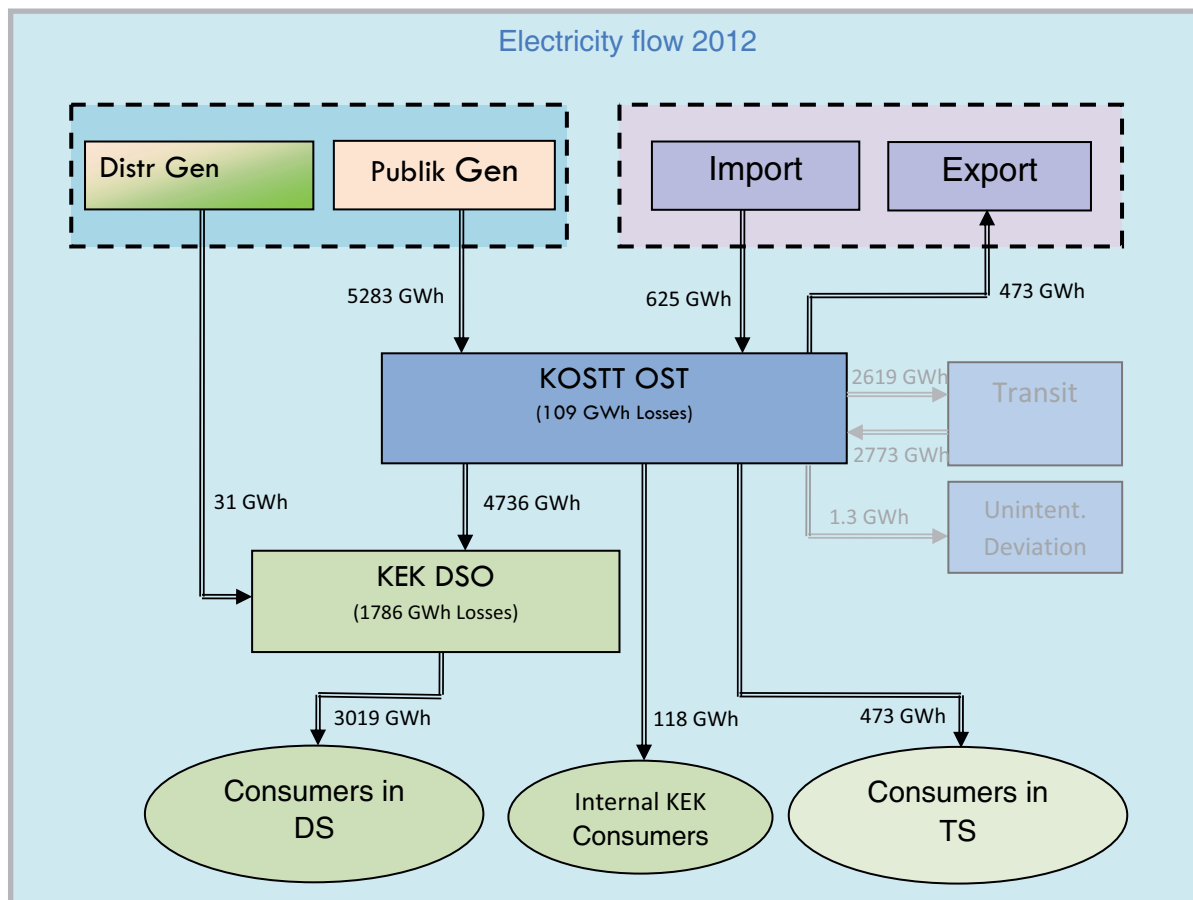 Electricity flow 2012
Distr Gen
Publik Gen
Import
Export
5283 GWh
625 GWh
473 GWh
KOSTT OST
(109 GWh Losses)
2619 GWh
Transit
2773 GWh
31 GWh
4736 GWh
1.3 GWh
Unintent.
Deviation
KEK DSO
(1786 GWh Losses)
3019 GWh
118 GWh
473 GWh
Consumers in
DS
Internal KEK
Consumers
Consumers in
TS